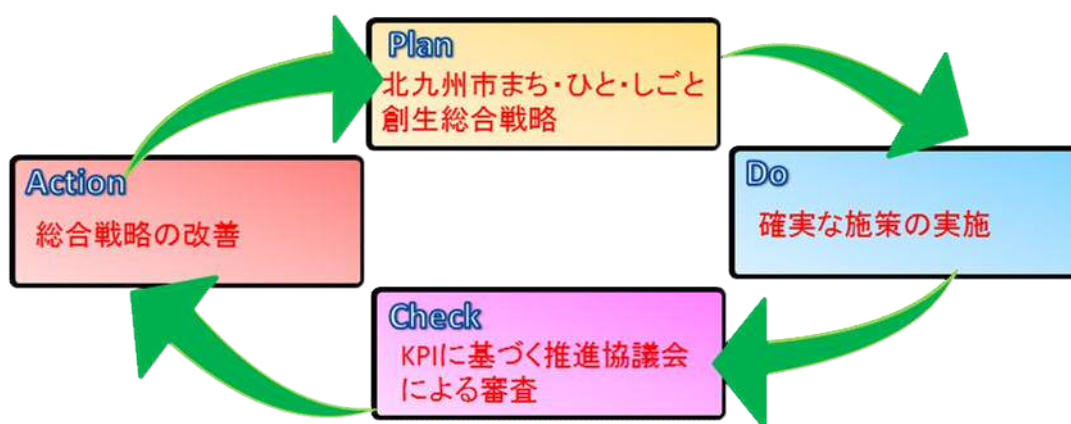 Plan
北九州市まち・ひと・しごと
創生総合戦略
Do
確実な施策の実施
Check
KPIに基づく推進協議会
による審査
Action
総合戦略の改善